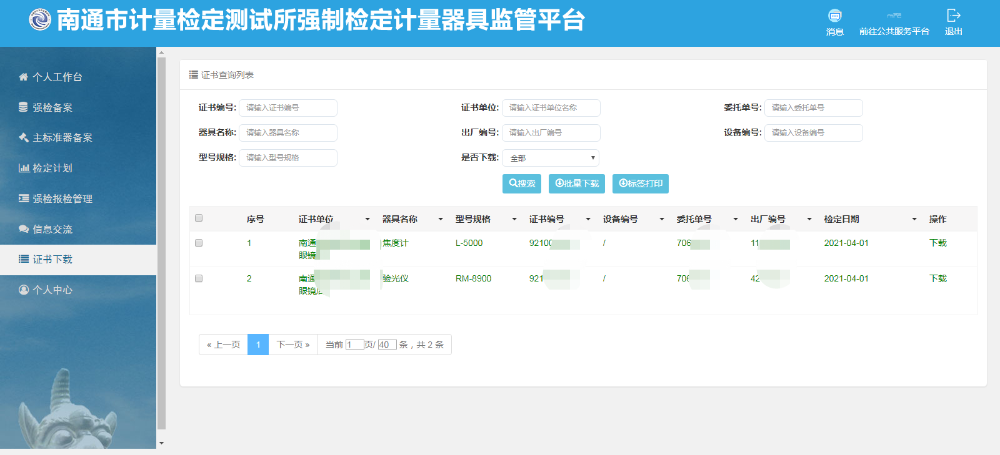 南通市计量检定测试所强制检定计量器具监管平台
消息 前往公共服务平台 退出
个人工作台
强检备案
主标准器备案
检定计划
强检报检管理
信息交流
证书下载
个人中心
证书查询列表
证书编号: 请输入证书编号 证书单位: 请输入证书单位名称 委托单号: 请输入委托单号
器具名称: 请输入器具名称 出厂编号: 请输入出厂编号 设备编号: 请输入设备编号
型号规格: 请输入型号规格 是否下载: 全部
搜索 批量下载 标签打印
序号 证书单位 器具名称 型号规格 证书编号 设备编号 委托单号 出厂编号 检定日期 操作
1 南通 焦度计 L-5000 92100 / 706 11 2021-04-01 下载
眼镜
2 南通 验光仪 RM-8900 921 / 706 42 2021-04-01 下载
眼镜
« 上一页 1 下一页 » 当前 1 页/ 40 条，共 2 条